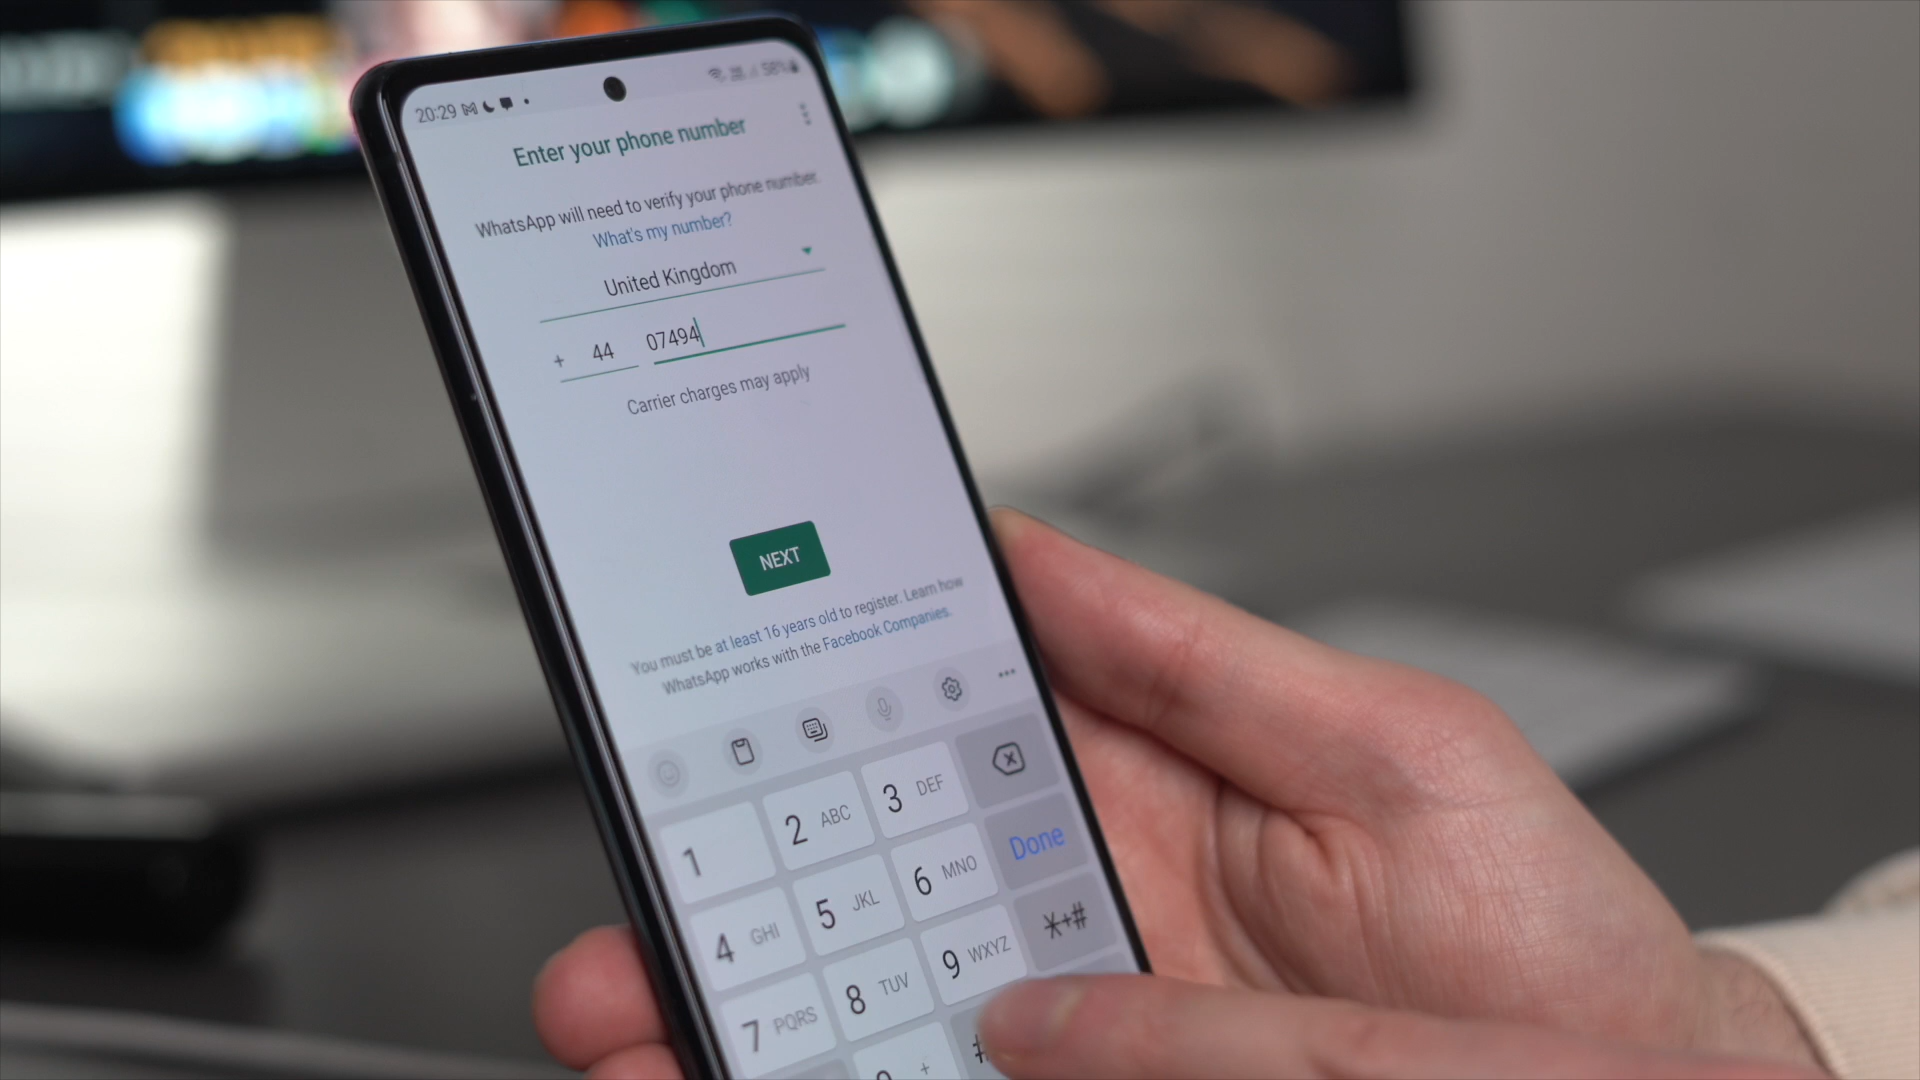 20:29
58%
Enter your phone number
WhatsApp will need to verify your phone number.
What's my number?
United Kingdom
+ 44 07494
Carrier charges may apply
NEXT
You must be at least 16 years old to register. Learn how
WhatsApp works with the Facebook Companies.
1 2 ABC 3 DEF
4 GHI 5 JKL 6 MNO Done
7 PQRS 8 TUV 9 WXYZ *+#
0 + #